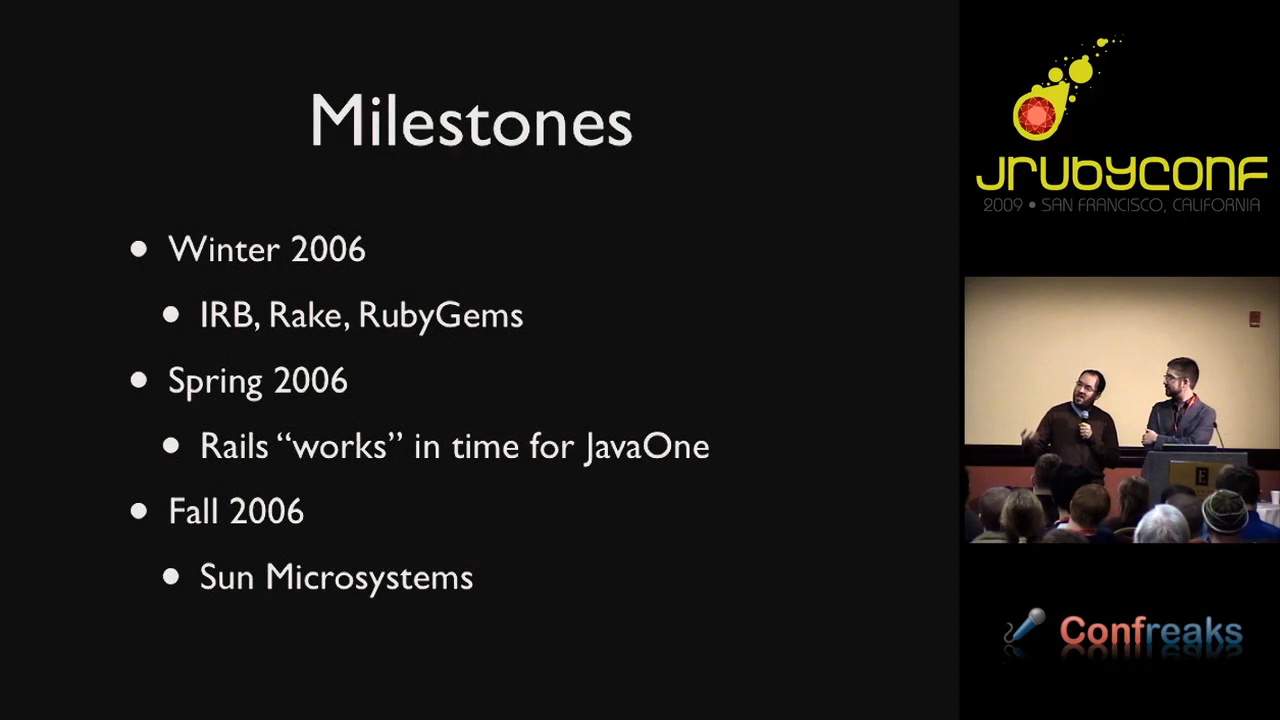 Milestones
• Winter 2006
• IRB, Rake, RubyGems
• Spring 2006
• Rails “works” in time for JavaOne
• Fall 2006
• Sun Microsystems
JRUBYCONF
2009 • SAN FRANCISCO, CALIFORNIA
E
Confreaks